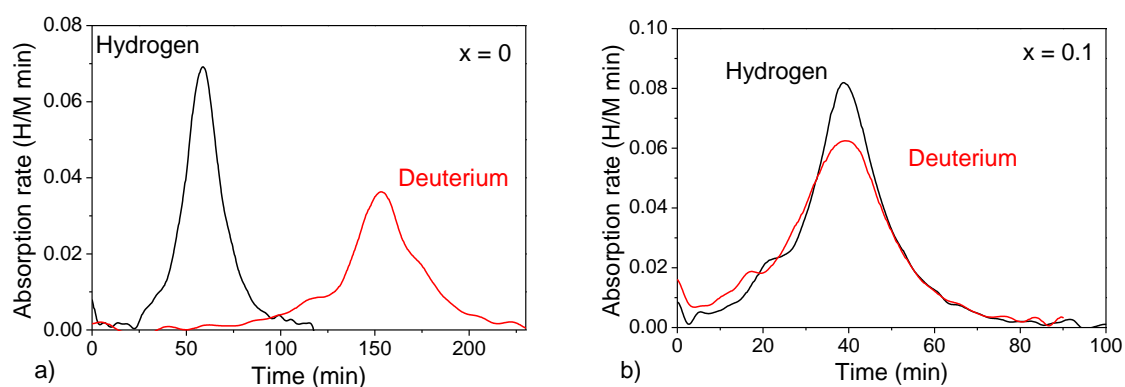 0.08
0.06
0.04
0.02
0.00
0
50
100
150
200
Absorption rate (H/M min)
Time (min)
Hydrogen
Deuterium
x = 0
a)
0.10
0.08
0.06
0.04
0.02
0.00
0
20
40
60
80
100
Absorption rate (H/M min)
Time (min)
Hydrogen
Deuterium
x = 0.1
b)